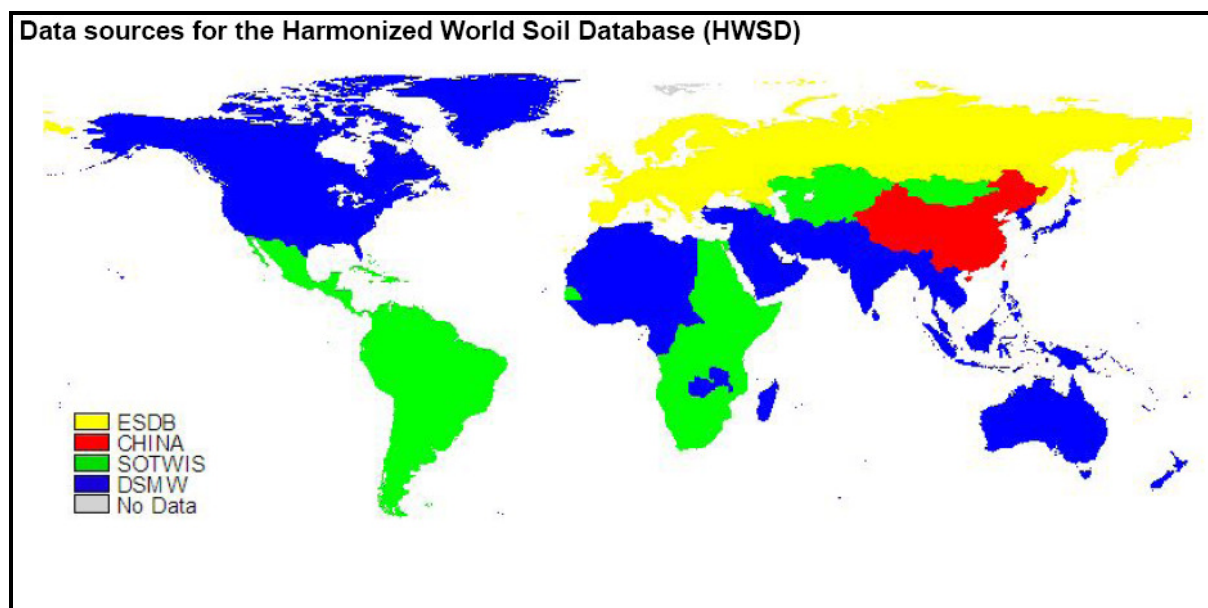 Data sources for the Harmonized World Soil Database (HWSD)
ESDB
CHINA
SOTWIS
DSMW
No Data